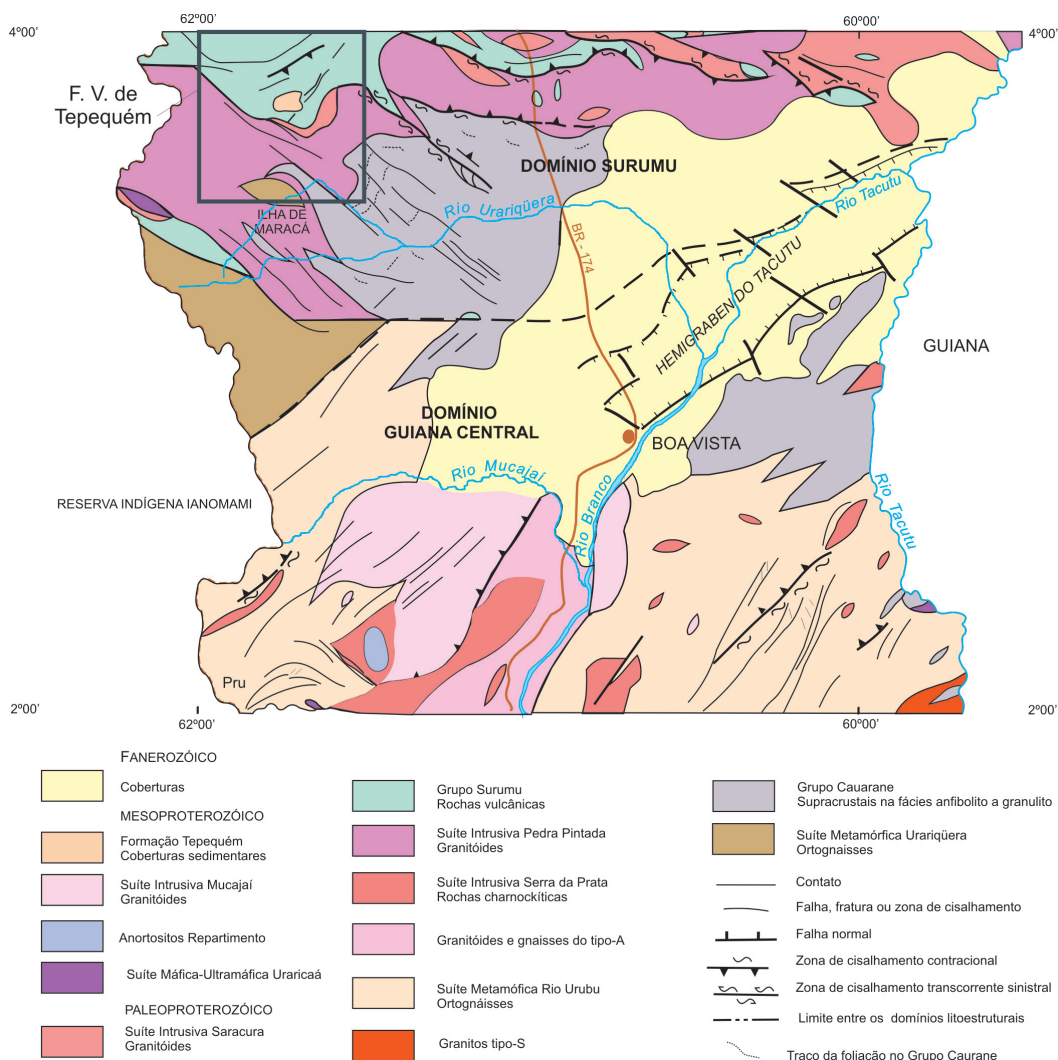 62º00'
60º00'
4º00'
4º00'
F. V. de
Tepequém
DOMÍNIO SURUMU
ILHA DE
MARACÁ
Rio Urariqüera
Rio Tacutu
BR - 174
HEMIGRABEN DO TACUTU
GUIANA
DOMÍNIO
GUIANA CENTRAL
BOA VISTA
Rio Mucajaí
Rio Branco
Rio Tacutu
RESERVA INDÍGENA IANOMAMI
Pru
2º00'
62º00'
60º00'
2º00'
FANEROZÓICO
Coberturas
MESOPROTEROZÓICO
Formação Tepequém
Coberturas sedimentares
Suíte Intrusiva Mucajaí
Granitóides
Anortositos Repartimento
Suíte Máfica-Ultramáfica Uraricaá
PALEOPROTEROZÓICO
Suíte Intrusiva Saracura
Granitóides
Grupo Surumu
Rochas vulcânicas
Suíte Intrusiva Pedra Pintada
Granitóides
Suíte Intrusiva Serra da Prata
Rochas charnockíticas
Granitóides e gnaisses do tipo-A
Suíte Metamófica Rio Urubu
Ortognáisses
Granitos tipo-S
Grupo Cauarane
Supracrustais na fácies anfibolito a granulito
Suíte Metamórfica Urariqüera
Ortognaisses
Contato
Falha, fratura ou zona de cisalhamento
Falha normal
Zona de cisalhamento contracional
Zona de cisalhamento transcorrente sinistral
Limite entre os domínios litoestruturais
Traço da foliação no Grupo Caurane